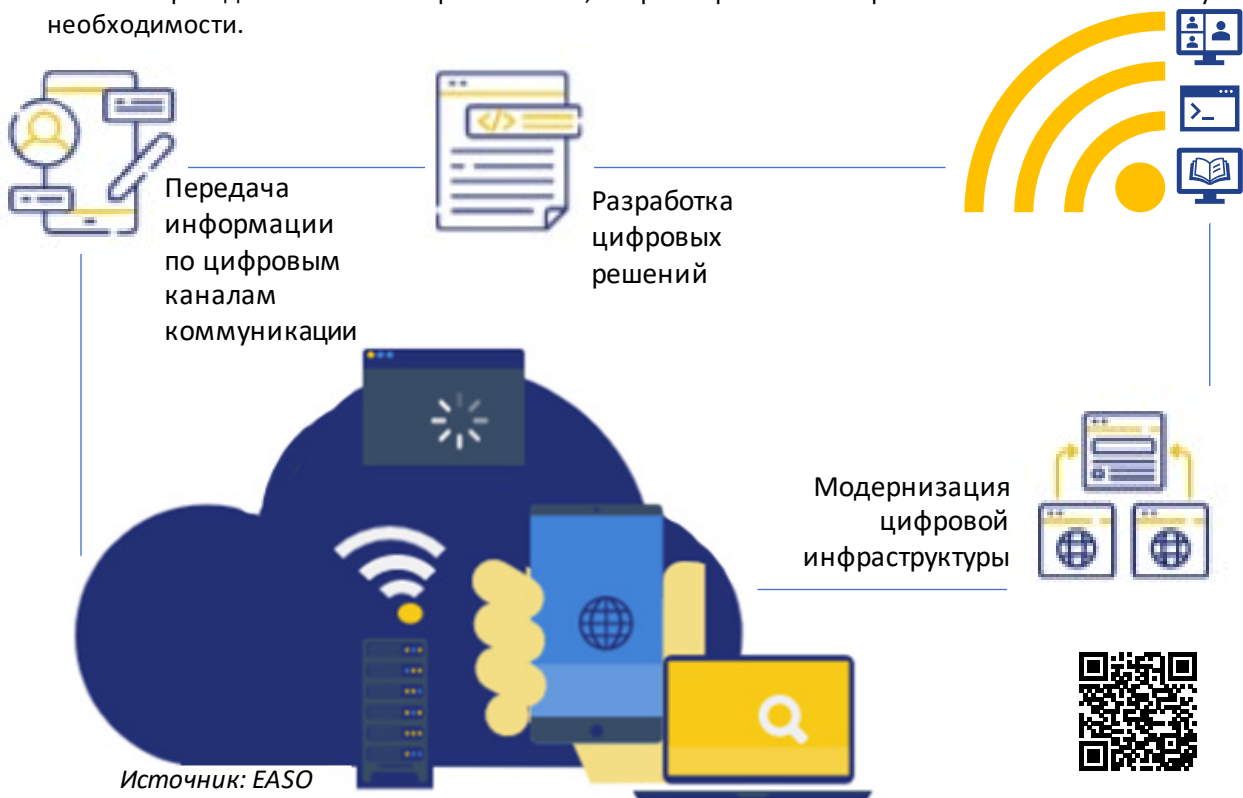 необходимости.
Передача
информации
по цифровым
каналам
коммуникации
Разработка
цифровых
решений
Модернизация
цифровой
инфраструктуры
Источник: EASO